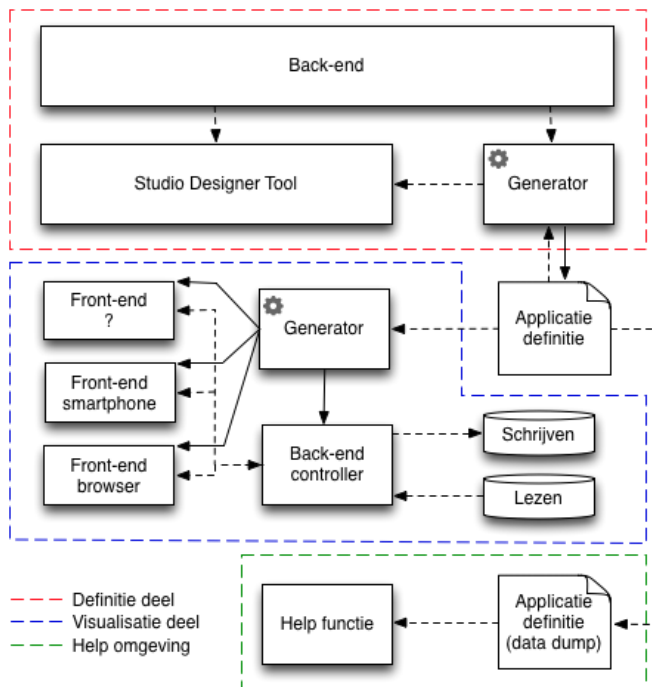 Back-end
Studio Designer Tool
Generator
Front-end
?
Generator
Applicatie
definitie
Front-end
smartphone
Schrijven
Front-end
browser
Back-end
controller
Lezen
Definitie deel
Visualisatie deel
Help omgeving
Help functie
Applicatie
definitie
(data dump)